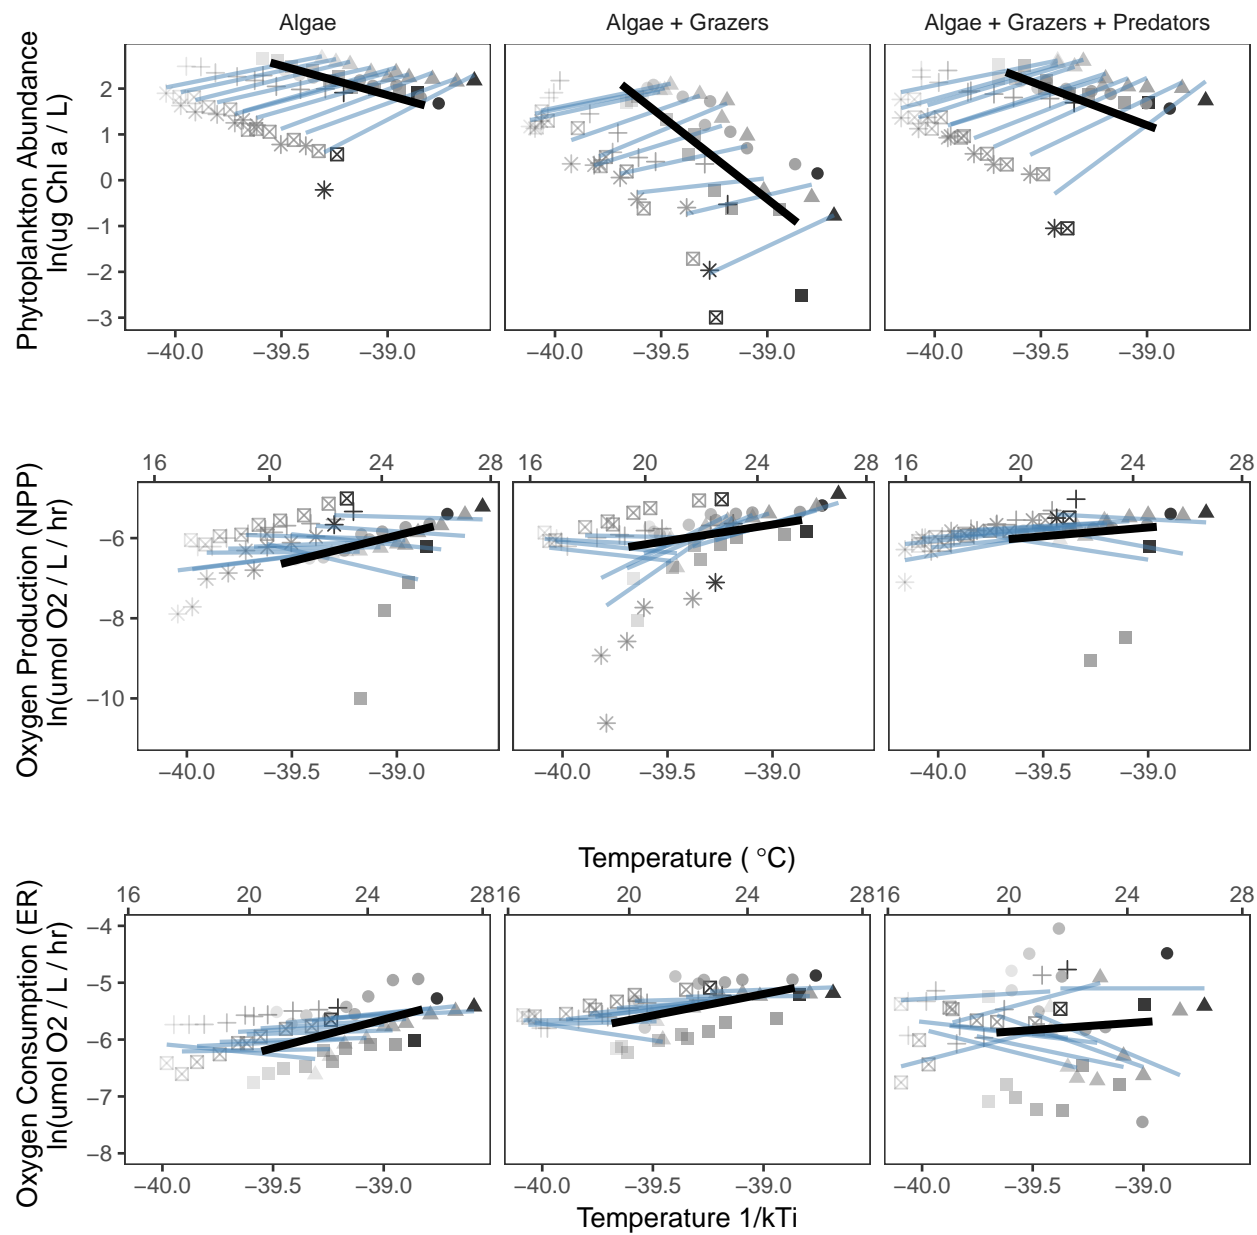 Algae
Algae + Grazers
Algae + Grazers + Predators
Phytoplankton Abundance
ln(ug Chl a / L)
2
1
0
−1
−2
−3
−40.0 −39.5 −39.0
−40.0 −39.5 −39.0
−40.0 −39.5 −39.0
16 20 24 28
16 20 24 28
16 20 24 28
Oxygen Production (NPP)
ln(umol O2 / L / hr)
−6
−8
−10
−40.0 −39.5 −39.0
−40.0 −39.5 −39.0
−40.0 −39.5 −39.0
Temperature ( °C)
16 20 24 28
16 20 24 28
16 20 24 28
Oxygen Consumption (ER)
ln(umol O2 / L / hr)
−4
−5
−6
−7
−8
−40.0 −39.5 −39.0
−40.0 −39.5 −39.0
−40.0 −39.5 −39.0
Temperature 1/kTi